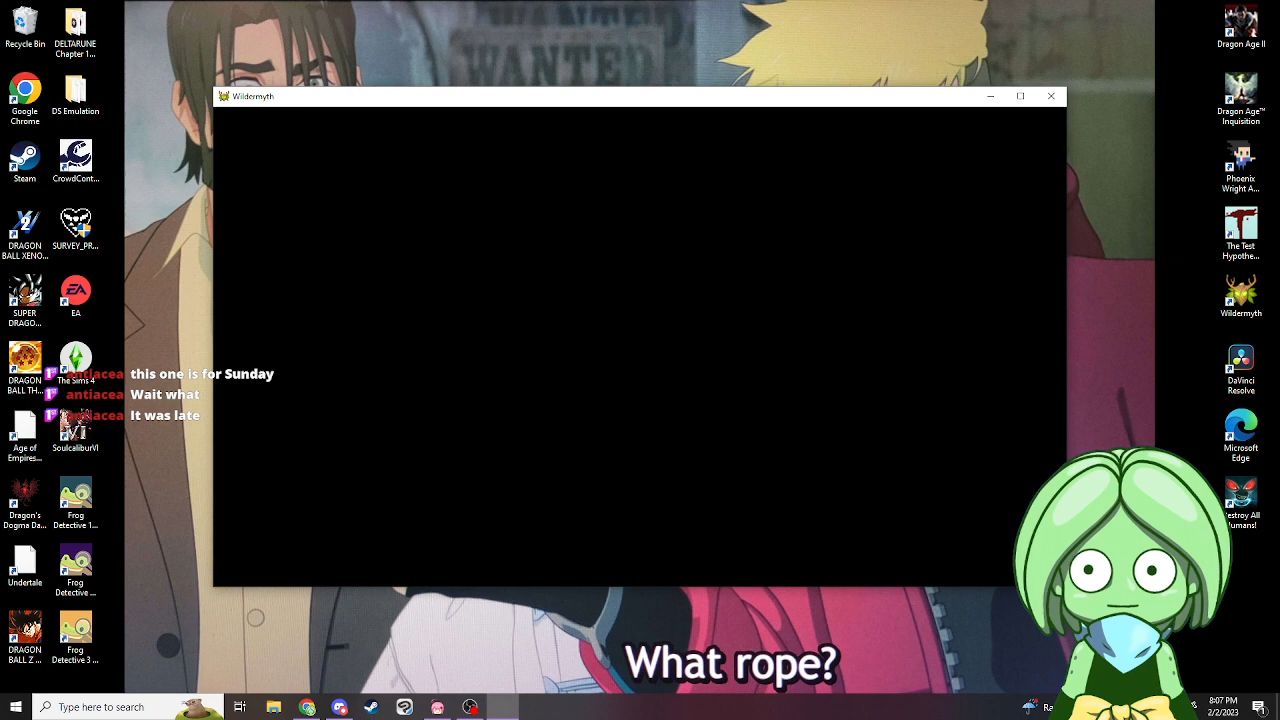 Recycle Bin
DELTARUNE
Chapter 1...
Google
Chrome
DS Emulation
Steam
CrowdCont...
DRAGON
BALL XENO...
SURVEY_PR...
SUPER
DRAGO...
EA
DRAGON
BALL TH...
The Sims 4
Age of
Empires...
SoulcaliburVI
Dragon's
Dogma Da...
Frog
Detective 1...
Undertale
Frog
Detective ...
DRAGON
BALL Z ...
Frog
Detective 3 ...
WANTED
Wildermyth
antiacea this one is for Sunday
antiacea Wait what
antiacea It was late
What rope?
Dragon Age II
Dragon Age™
Inquisition
Phoenix
Wright A...
The Test
Hypothe...
Wildermyth
DaVinci
Resolve
Microsoft
Edge
Destroy All
Humans!
Type here to search
8:07 PM
2/2/2023